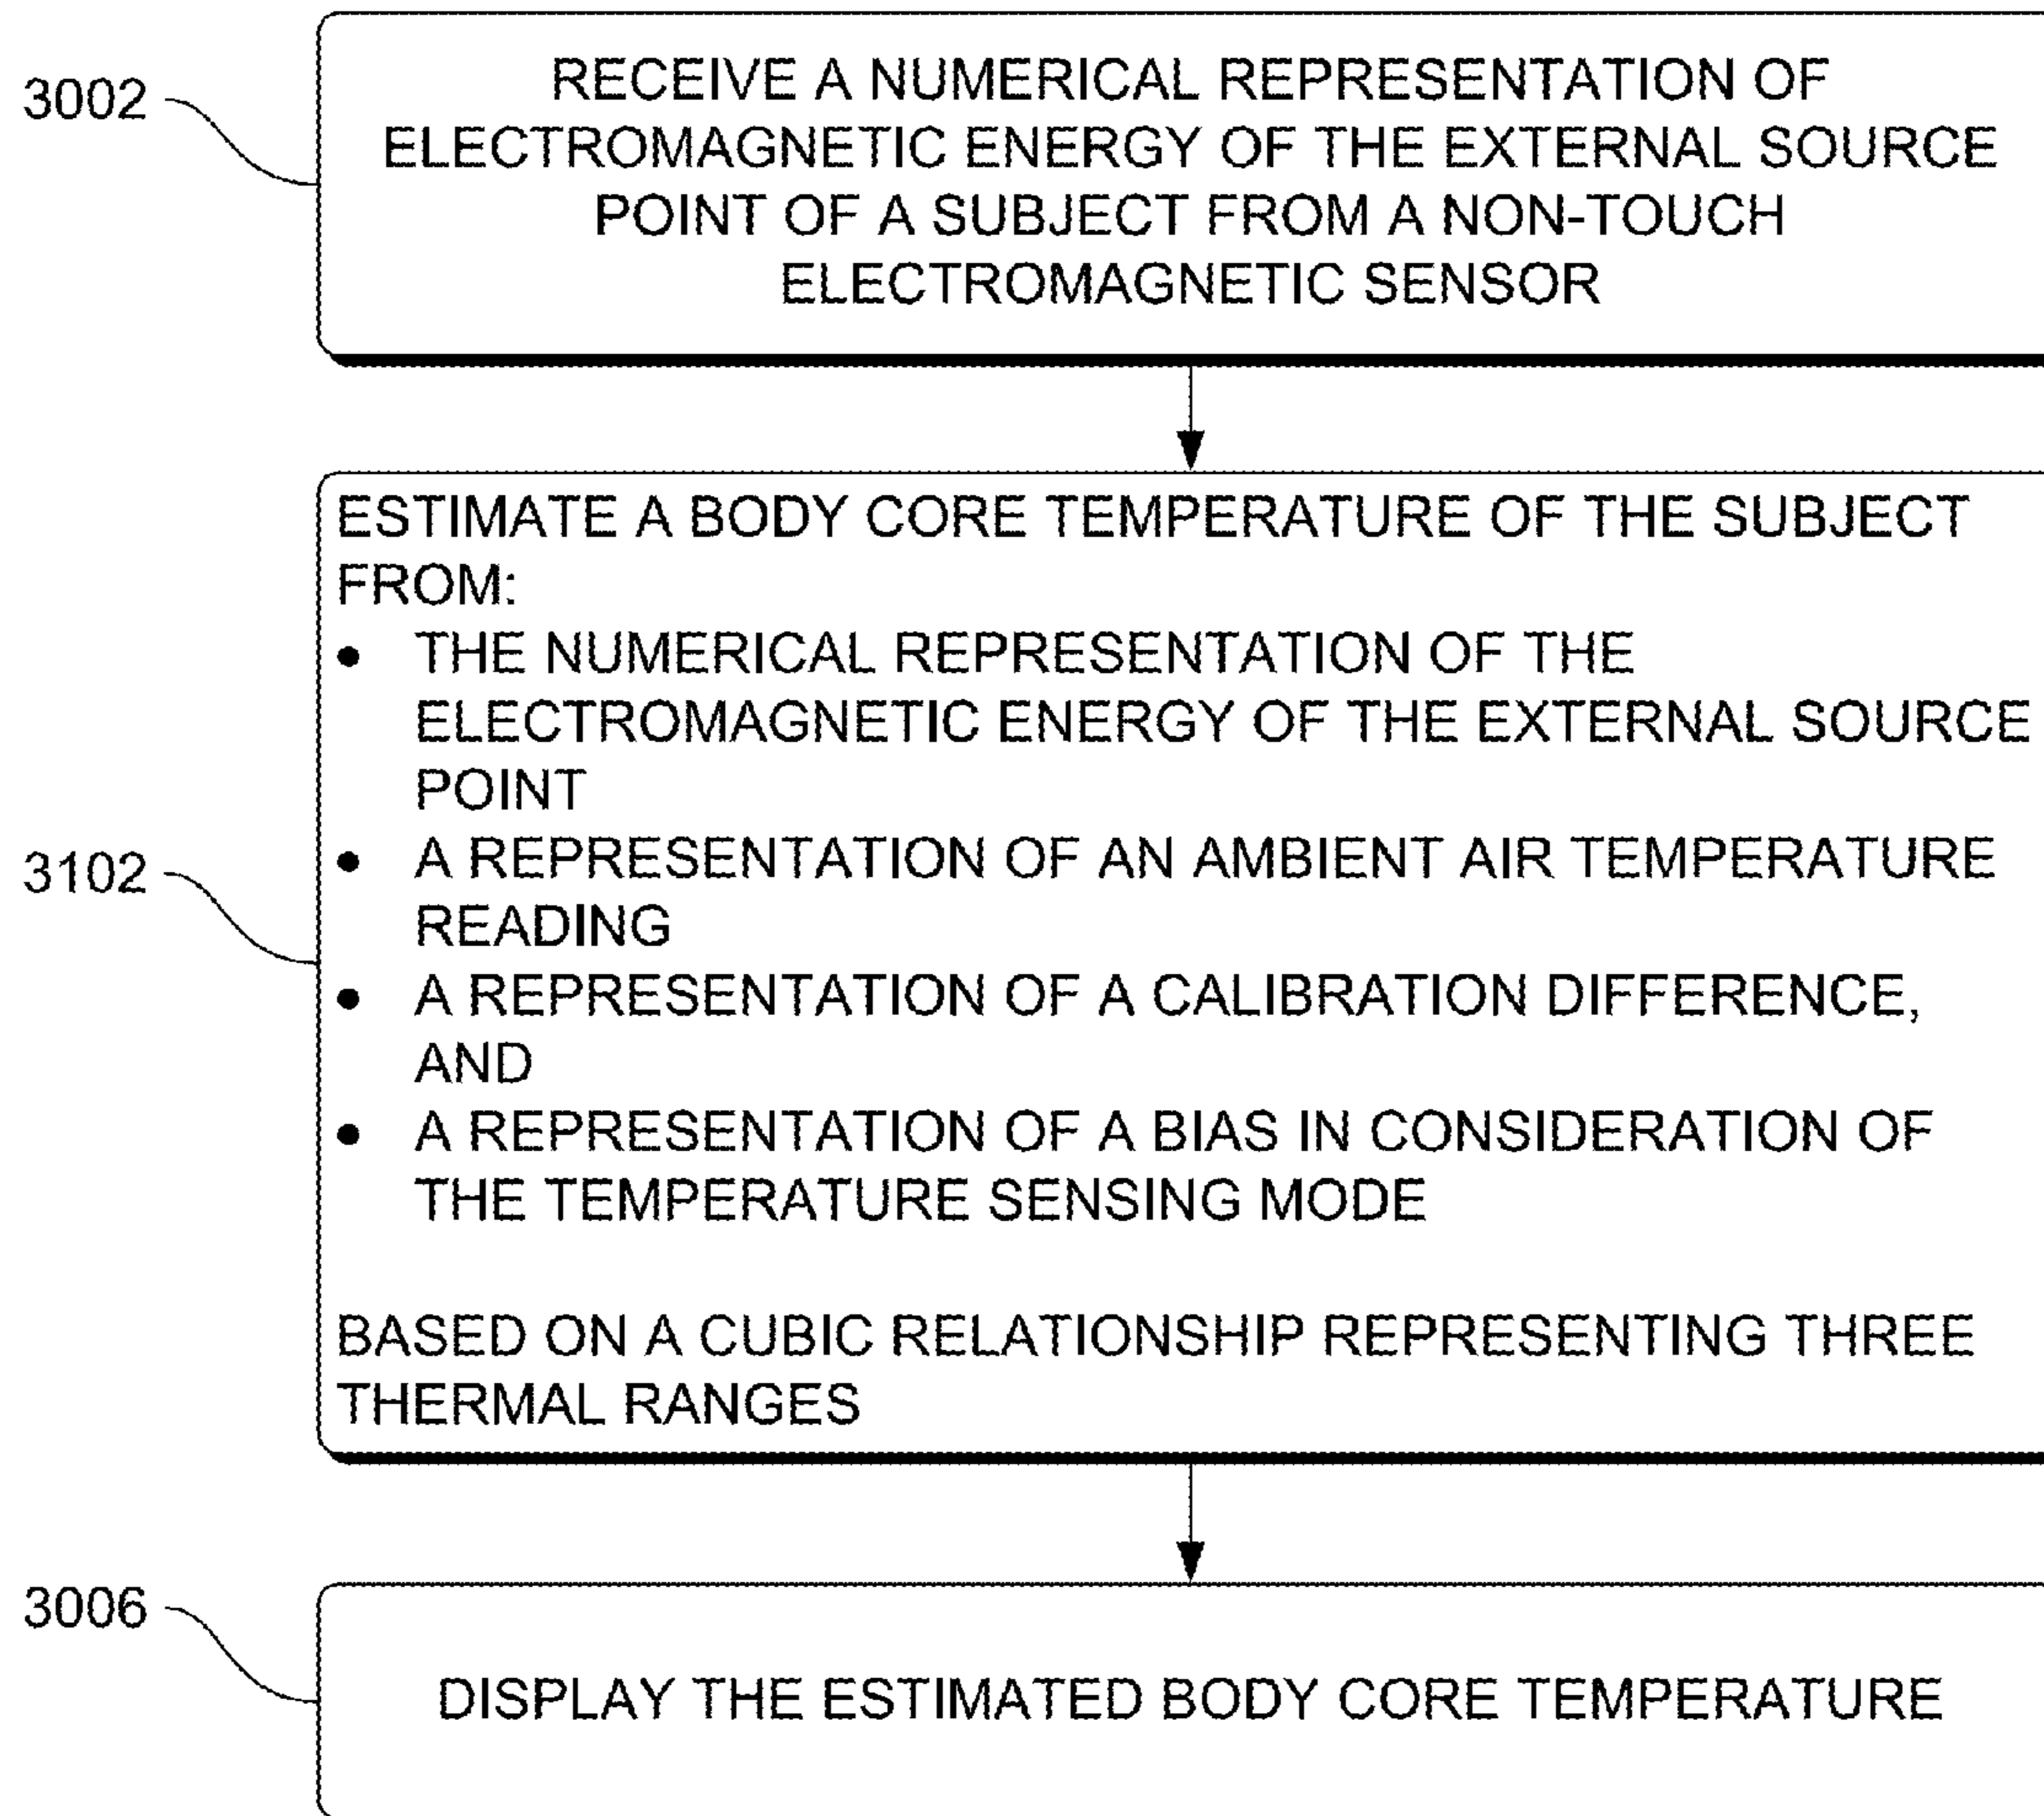 3002
RECEIVE A NUMERICAL REPRESENTATION OF
ELECTROMAGNETIC ENERGY OF THE EXTERNAL SOURCE
POINT OF A SUBJECT FROM A NON-TOUCH
ELECTROMAGNETIC SENSOR
3102
ESTIMATE A BODY CORE TEMPERATURE OF THE SUBJECT
FROM:
• THE NUMERICAL REPRESENTATION OF THE
ELECTROMAGNETIC ENERGY OF THE EXTERNAL SOURCE
POINT
• A REPRESENTATION OF AN AMBIENT AIR TEMPERATURE
READING
• A REPRESENTATION OF A CALIBRATION DIFFERENCE,
AND
• A REPRESENTATION OF A BIAS IN CONSIDERATION OF
THE TEMPERATURE SENSING MODE
BASED ON A CUBIC RELATIONSHIP REPRESENTING THREE
THERMAL RANGES
3006
DISPLAY THE ESTIMATED BODY CORE TEMPERATURE